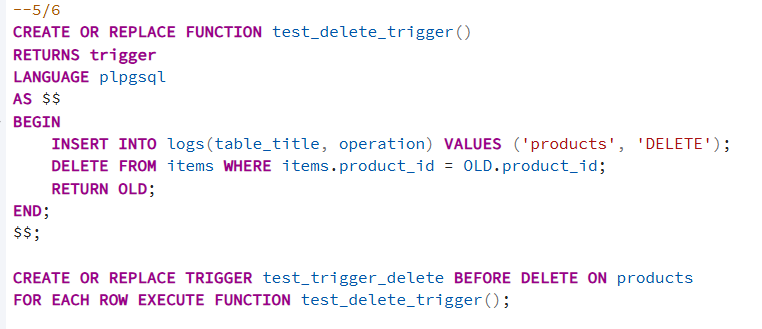 --5/6
CREATE OR REPLACE FUNCTION test_delete_trigger()
RETURNS trigger
LANGUAGE plpgsql
AS $$
BEGIN
    INSERT INTO logs(table_title, operation) VALUES ('products', 'DELETE');
    DELETE FROM items WHERE items.product_id = OLD.product_id;
    RETURN OLD;
END;
$$;

CREATE OR REPLACE TRIGGER test_trigger_delete BEFORE DELETE ON products
FOR EACH ROW EXECUTE FUNCTION test_delete_trigger();